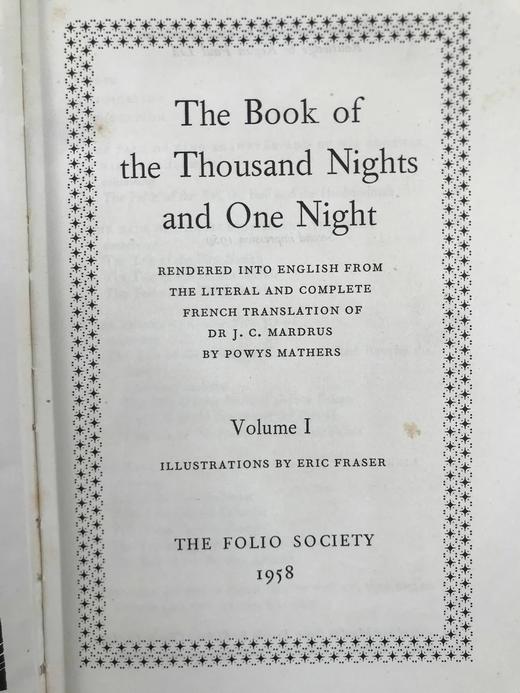 The Book of
the Thousand Nights
and One Night
RENDERED INTO ENGLISH FROM
THE LITERAL AND COMPLETE
FRENCH TRANSLATION OF
DR J. C. MARDRUS
BY POWYS MATHERS
Volume I
ILLUSTRATIONS BY ERIC FRASER
THE FOLIO SOCIETY
1958